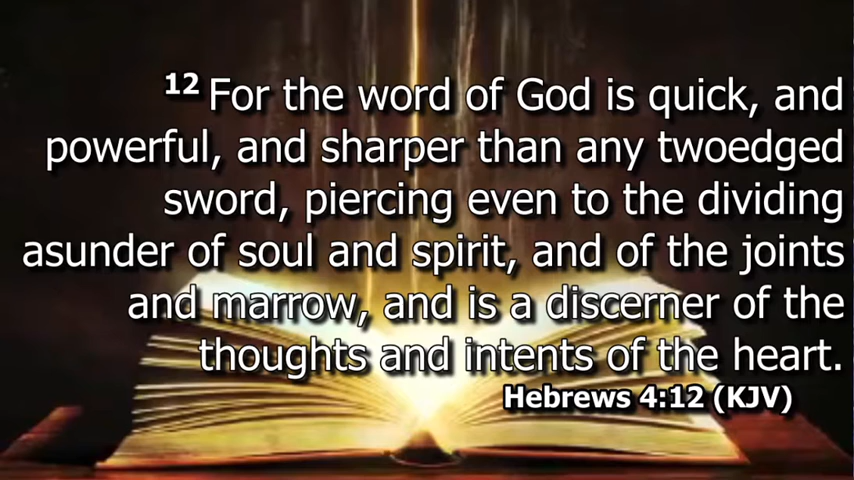 12 For the word of God is quick, and
powerful, and sharper than any twoedged
sword, piercing even to the dividing
asunder of soul and spirit, and of the joints
and marrow, and is a discerner of the
thoughts and intents of the heart.
Hebrews 4:12 (KJV)